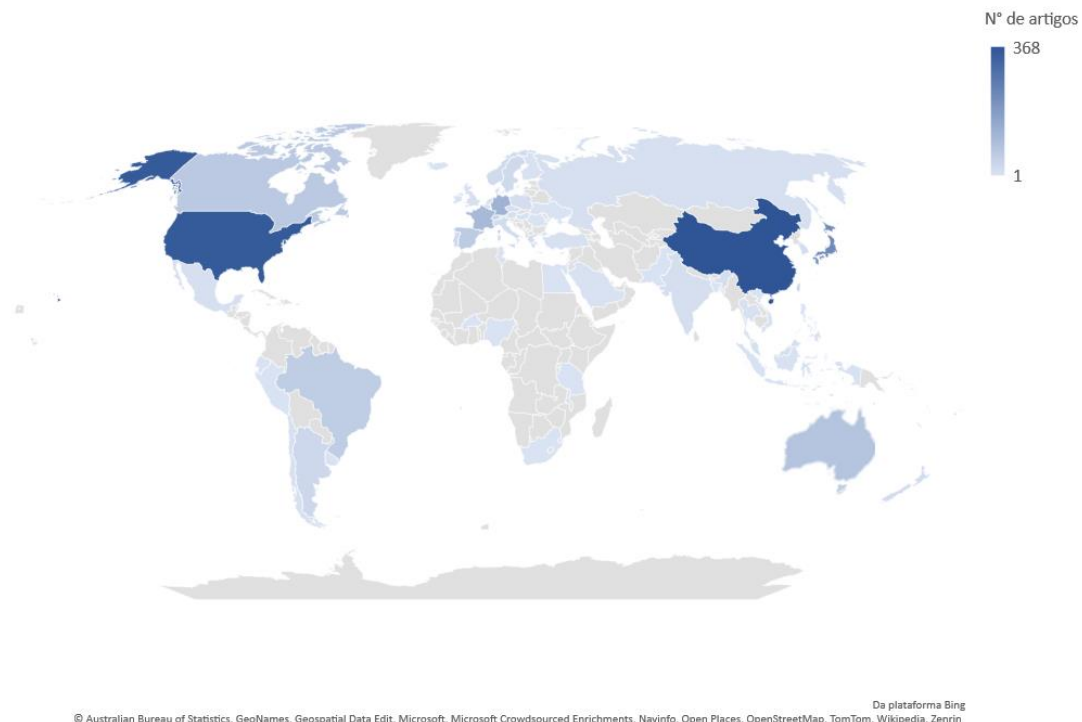 N° de artigos
368
1
Da plataforma Bing
© Australian Bureau of Statistics, GeoNames, Geospatial Data Edit, Microsoft, Microsoft Crowdsourced Enrichments, Navinfo, Open Places, OpenStreetMap, TomTom, Wikipedia, Zenrin